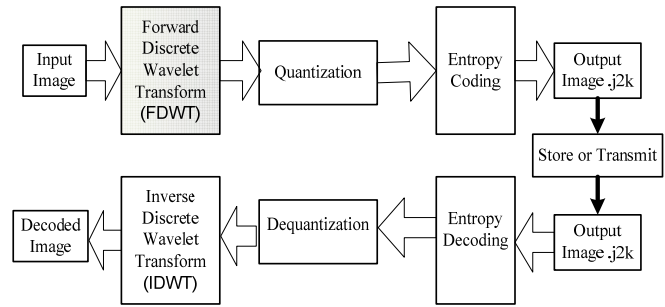 Input
Image
Forward
Discrete
Wavelet
Transform
(FDWT)
Quantization
Entropy
Coding
Output
Image.j2k
Store or Transmit
Output
Image.j2k
Entropy
Decoding
Dequantization
Inverse
Discrete
Wavelet
Transform
(IDWT)
Decoded
Image